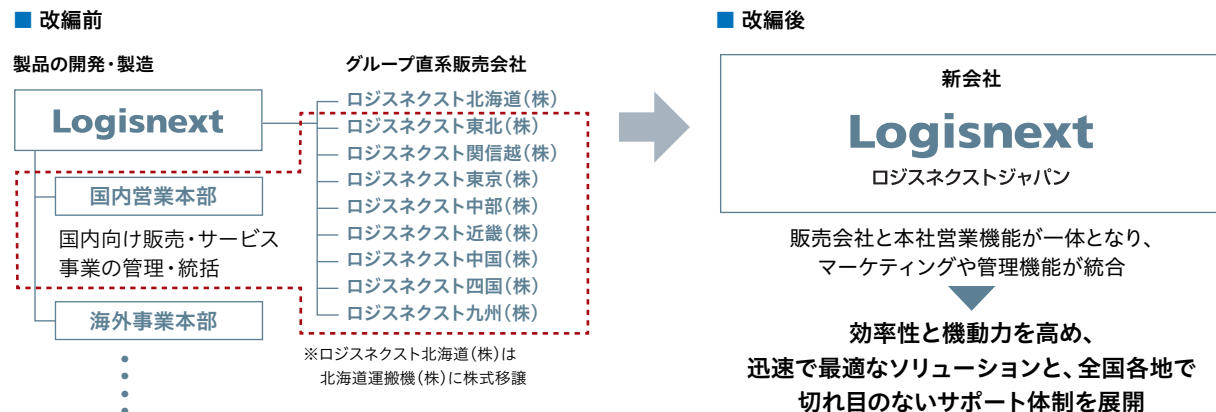 ■ 改編前
製品の開発・製造
Logisnext
国内営業本部
国内向け販売・サービス
事業の管理・統括
海外事業本部
グループ直系販売会社
ロジスネクスト北海道(株)
ロジスネクスト東北(株)
ロジスネクスト関信越(株)
ロジスネクスト東京(株)
ロジスネクスト中部(株)
ロジスネクスト近畿(株)
ロジスネクスト中国(株)
ロジスネクスト四国(株)
ロジスネクスト九州(株)
※ロジスネクスト北海道(株)は
北海道運搬機(株)に株式移譲
■ 改編後
新会社
Logisnext
ロジスネクストジャパン
販売会社と本社営業機能が一体となり、
マーケティングや管理機能が統合
効率性と機動力を高め、
迅速で最適なソリューションと、全国各地で
切れ目のないサポート体制を展開